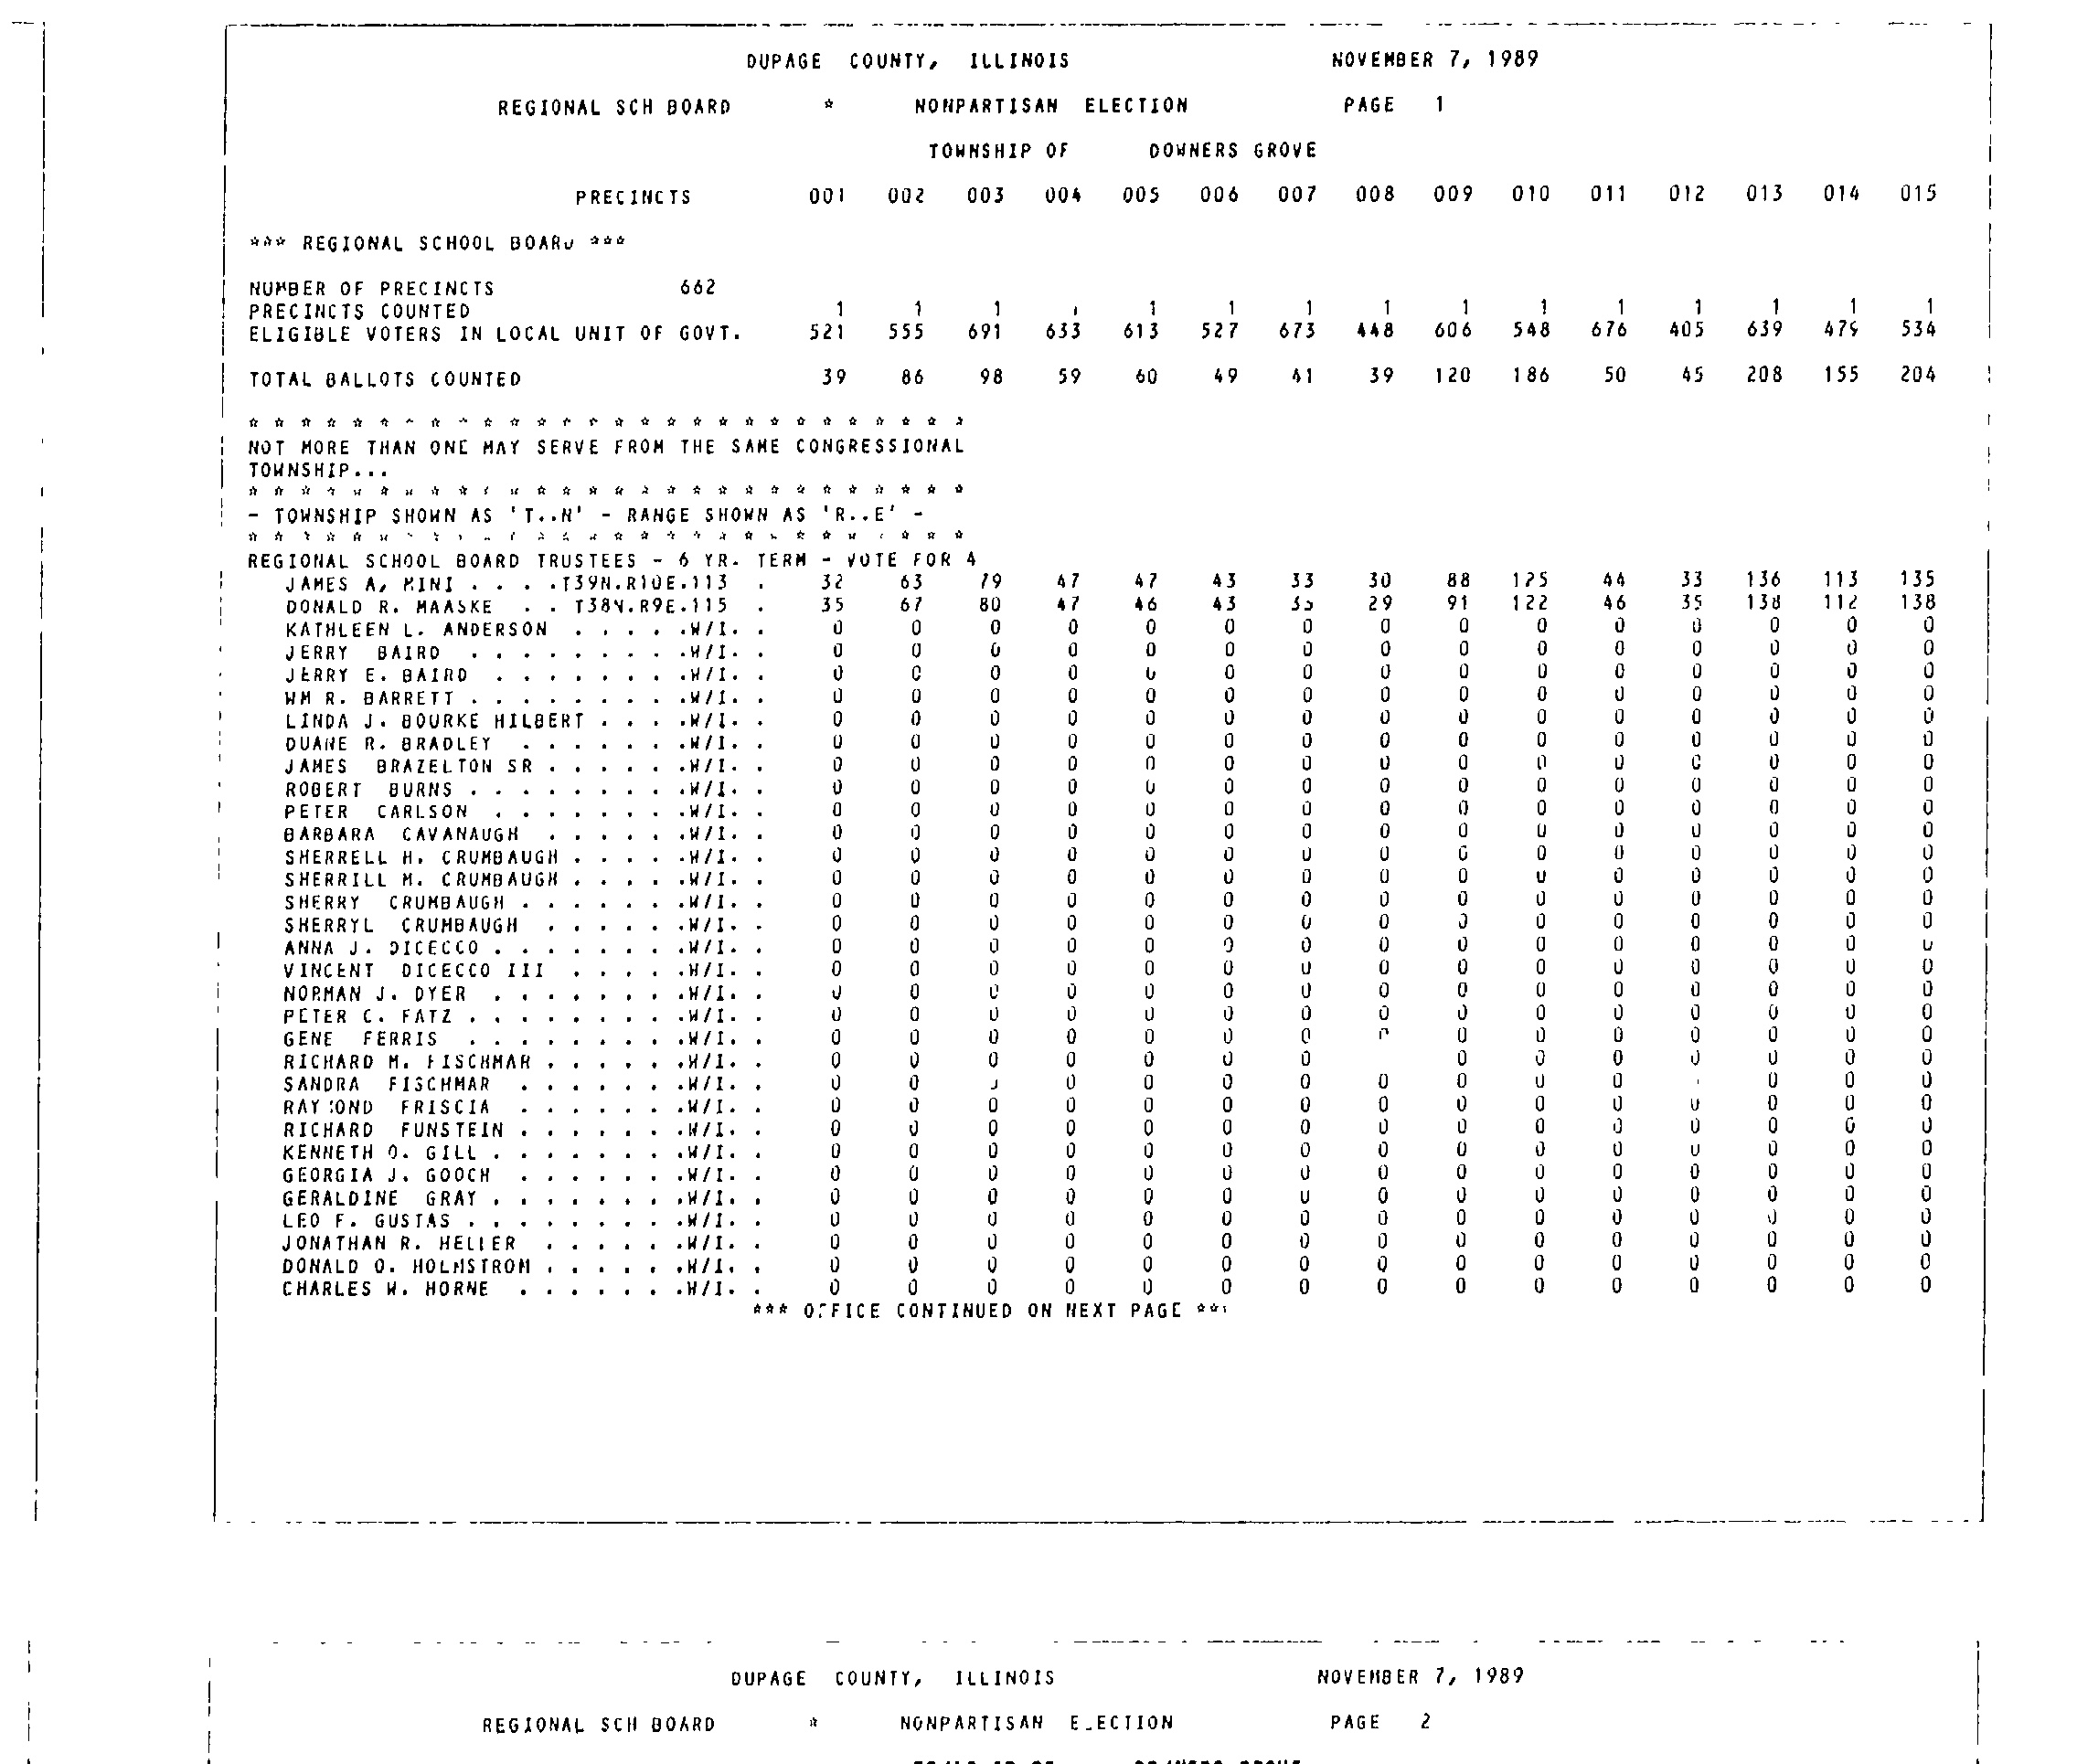 DUPAGE COUNTY, ILLINOIS NOVEMBER 7, 1989
REGIONAL SCH BOARD * NONPARTISAN ELECTION PAGE 1
TOWNSHIP OF DOWNERS GROVE
PRECINCTS 001 002 003 004 005 006 007 008 009 010 011 012 013 014 015
*** REGIONAL SCHOOL BOARD ***
NUMBER OF PRECINCTS 662
PRECINCTS COUNTED 1 1 1 1 1 1 1 1 1 1 1 1 1 1
ELIGIBLE VOTERS IN LOCAL UNIT OF GOVT. 521 555 691 633 613 527 673 448 606 548 676 405 639 479 534
TOTAL BALLOTS COUNTED 39 86 98 59 60 49 41 39 120 186 50 45 208 155 204
* * * * * * * * * * * * * * * * * * * * * * * * * * * *
NOT MORE THAN ONE MAY SERVE FROM THE SAME CONGRESSIONAL
TOWNSHIP...
* * * * * * * * * * * * * * * * * * * * * * * * * * * *
- TOWNSHIP SHOWN AS 'T..N' - RANGE SHOWN AS 'R..E' -
* * * * * * * * * * * * * * * * * * * * * * * * * * * *
REGIONAL SCHOOL BOARD TRUSTEES - 6 YR. TERM - VOTE FOR 4
JAMES A. MINI . . . .T39N.R10E.113 . 32 63 79 47 47 43 33 30 88 125 44 33 136 113 135
DONALD R. MAASKE . . T38N.R9E.115 . 35 67 80 47 46 43 29 91 122 46 35 138 112 138
KATHLEEN L. ANDERSON . . . . .W/I. . 0 0 0 0 0 0 0 0 0 0 0 0 0 0 0
JERRY BAIRD . . . . . . . . .W/I. . 0 0 0 0 0 0 0 0 0 0 0 0 0 0 0
JERRY E. BAIRD . . . . . . . .W/I. . 0 0 0 0 0 0 0 0 0 0 0 0 0 0 0
WM R. BARRETT . . . . . . . . .W/I. . 0 0 0 0 0 0 0 0 0 0 0 0 0 0 0
LINDA J. BOURKE HILBERT . . . .W/I. . 0 0 0 0 0 0 0 0 0 0 0 0 0 0 0
DUANE R. BRADLEY . . . . . . .W/I. . 0 0 0 0 0 0 0 0 0 0 0 0 0 0 0
JAMES BRAZELTON SR . . . . . .W/I. . 0 0 0 0 0 0 0 0 0 0 0 0 0 0 0
ROBERT BURNS . . . . . . . . .W/I. . 0 0 0 0 0 0 0 0 0 0 0 0 0 0 0
PETER CARLSON . . . . . . . .W/I. . 0 0 0 0 0 0 0 0 0 0 0 0 0 0 0
BARBARA CAVANAUGH . . . . . .W/I. . 0 0 0 0 0 0 0 0 0 0 0 0 0 0 0
SHERRELL H. CRUMBAUGH . . . . .W/I. . 0 0 0 0 0 0 0 0 0 0 0 0 0 0 0
SHERRILL M. CRUMBAUGH . . . . .W/I. . 0 0 0 0 0 0 0 0 0 0 0 0 0 0 0
SHERRY CRUMBAUGH . . . . . . .W/I. . 0 0 0 0 0 0 0 0 0 0 0 0 0 0 0
SHERRYL CRUMBAUGH . . . . . .W/I. . 0 0 0 0 0 0 0 0 0 0 0 0 0 0 0
ANNA J. DICECCO . . . . . . . .W/I. . 0 0 0 0 0 0 0 0 0 0 0 0 0 0 0
VINCENT DICECCO III . . . . .W/I. . 0 0 0 0 0 0 0 0 0 0 0 0 0 0 0
NORMAN J. DYER . . . . . . . .W/I. . 0 0 0 0 0 0 0 0 0 0 0 0 0 0 0
PETER C. FATZ . . . . . . . . .W/I. . 0 0 0 0 0 0 0 0 0 0 0 0 0 0 0
GENE FERRIS . . . . . . . . .W/I. . 0 0 0 0 0 0 0 0 0 0 0 0 0 0
RICHARD M. FISCHMAR . . . . . .W/I. . 0 0 0 0 0 0 0 0 0 0 0 0 0 0
SANDRA FISCHMAR . . . . . . .W/I. . 0 0 0 0 0 0 0 0 0 0 0 0 0
RAYMOND FRISCIA . . . . . . .W/I. . 0 0 0 0 0 0 0 0 0 0 0 0 0 0 0
RICHARD FUNSTEIN . . . . . . .W/I. . 0 0 0 0 0 0 0 0 0 0 0 0 0 0 0
KENNETH O. GILL . . . . . . . .W/I. . 0 0 0 0 0 0 0 0 0 0 0 0 0 0 0
GEORGIA J. GOOCH . . . . . . .W/I. . 0 0 0 0 0 0 0 0 0 0 0 0 0 0 0
GERALDINE GRAY . . . . . . . .W/I. . 0 0 0 0 0 0 0 0 0 0 0 0 0 0 0
LEO F. GUSTAS . . . . . . . . .W/I. . 0 0 0 0 0 0 0 0 0 0 0 0 0 0 0
JONATHAN R. HELLER . . . . . .W/I. . 0 0 0 0 0 0 0 0 0 0 0 0 0 0 0
DONALD O. HOLMSTROM . . . . . .W/I. . 0 0 0 0 0 0 0 0 0 0 0 0 0 0 0
CHARLES W. HORNE . . . . . . .W/I. . 0 0 0 0 0 0 0 0 0 0 0 0 0 0 0
*** OFFICE CONTINUED ON NEXT PAGE ***
DUPAGE COUNTY, ILLINOIS NOVEMBER 7, 1989
REGIONAL SCH BOARD * NONPARTISAN ELECTION PAGE 2